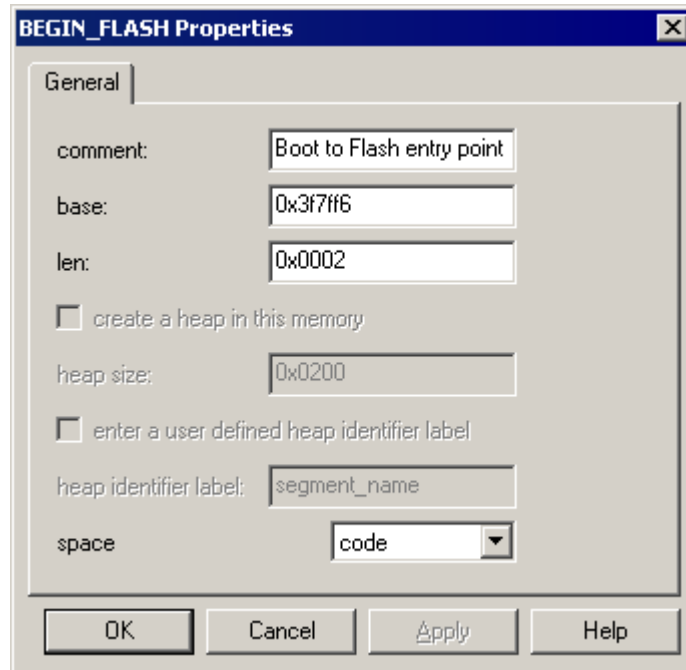 BEGIN_FLASH Properties
General
comment: Boot to Flash entry point
base: 0x3f7ff6
len: 0x0002
create a heap in this memory
heap size: 0x0200
enter a user defined heap identifier label
heap identifier label: segment_name
space code
OK Cancel Apply Help